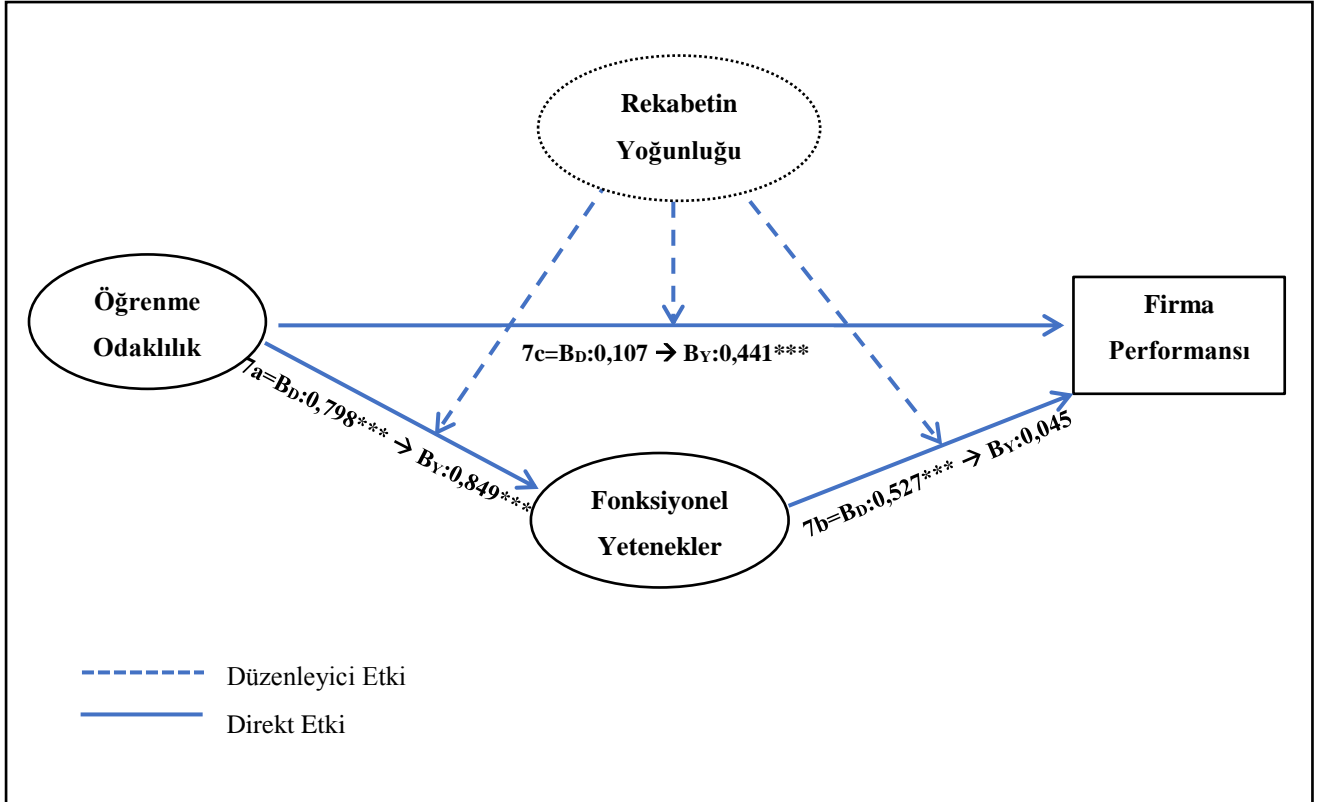 Rekabetin
Yoğunluğu
Öğrenme
Odaklılık
Firma
Performansı
7c=BD:0,107 → BY:0,441***
7a=BD:0,798*** → BY:0,849***
7b=BD:0,527*** → BY:0,045
Fonksiyonel
Yetenekler
Düzenleyici Etki
Direkt Etki